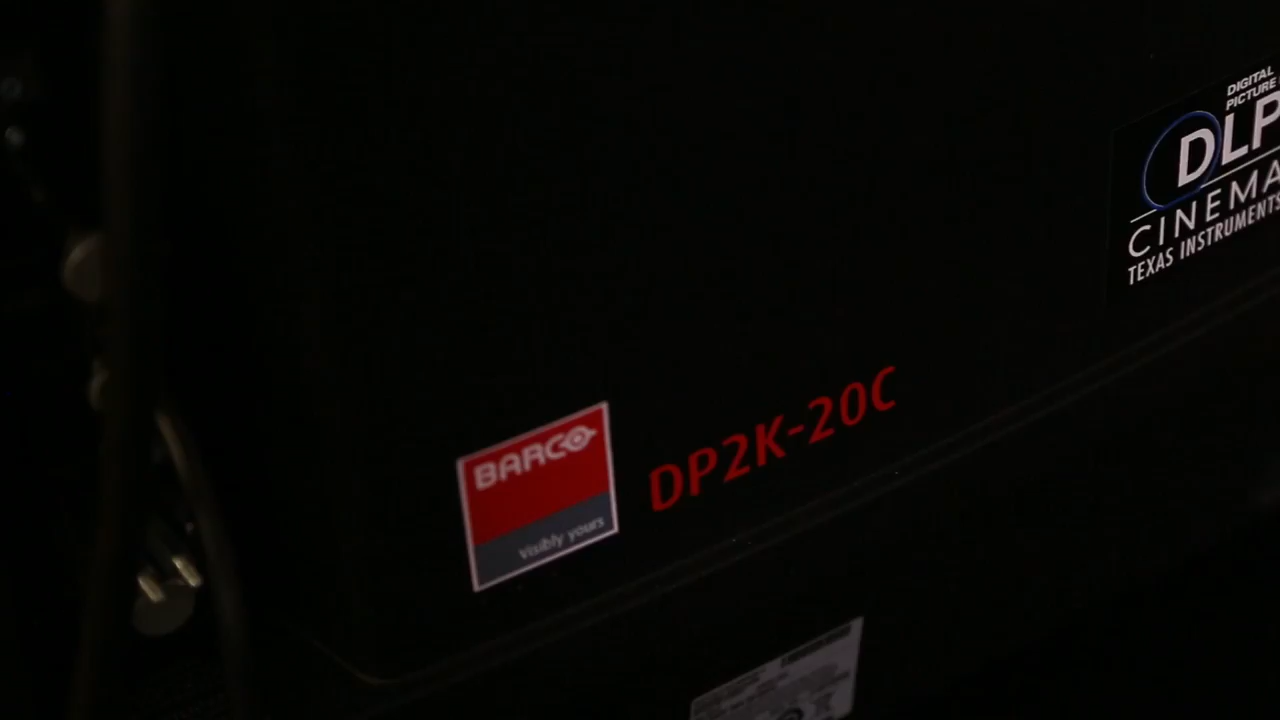 DIGITAL
PICTURE
DLP
CINEMA
TEXAS INSTRUMENTS
BARCO
visibly yours
DP2K-20C